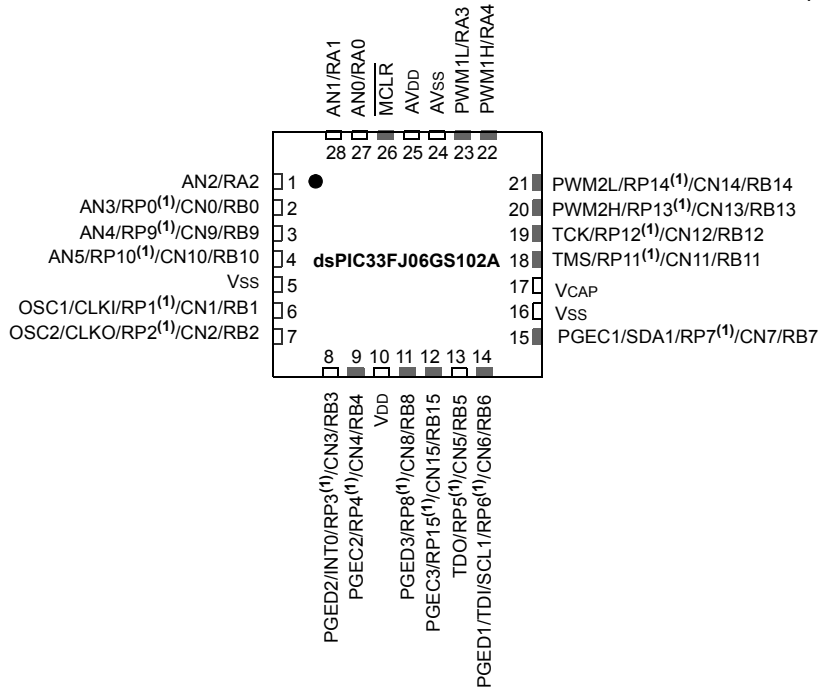 AN1/RA1
AN0/RA0
MCLR
AVDD
AVSS
PWM1L/RA3
PWM1H/RA4
28 27 26 25 24 23 22
AN2/RA2 1
AN3/RP0(1)/CN0/RB0 2
AN4/RP9(1)/CN9/RB9 3
AN5/RP10(1)/CN10/RB10 4
VSS 5
OSC1/CLKI/RP1(1)/CN1/RB1 6
OSC2/CLKO/RP2(1)/CN2/RB2 7
dsPIC33FJ06GS102A
21 PWM2L/RP14(1)/CN14/RB14
20 PWM2H/RP13(1)/CN13/RB13
19 TCK/RP12(1)/CN12/RB12
18 TMS/RP11(1)/CN11/RB11
17 VCAP
16 VSS
15 PGEC1/SDA1/RP7(1)/CN7/RB7
8 9 10 11 12 13 14
PGED2/INT0/RP3(1)/CN3/RB3
PGEC2/RP4(1)/CN4/RB4
VDD
PGED3/RP8(1)/CN8/RB8
PGEC3/RP15(1)/CN15/RB15
TDO/RP5(1)/CN5/RB5
PGED1/TDI/SCL1/RP6(1)/CN6/RB6